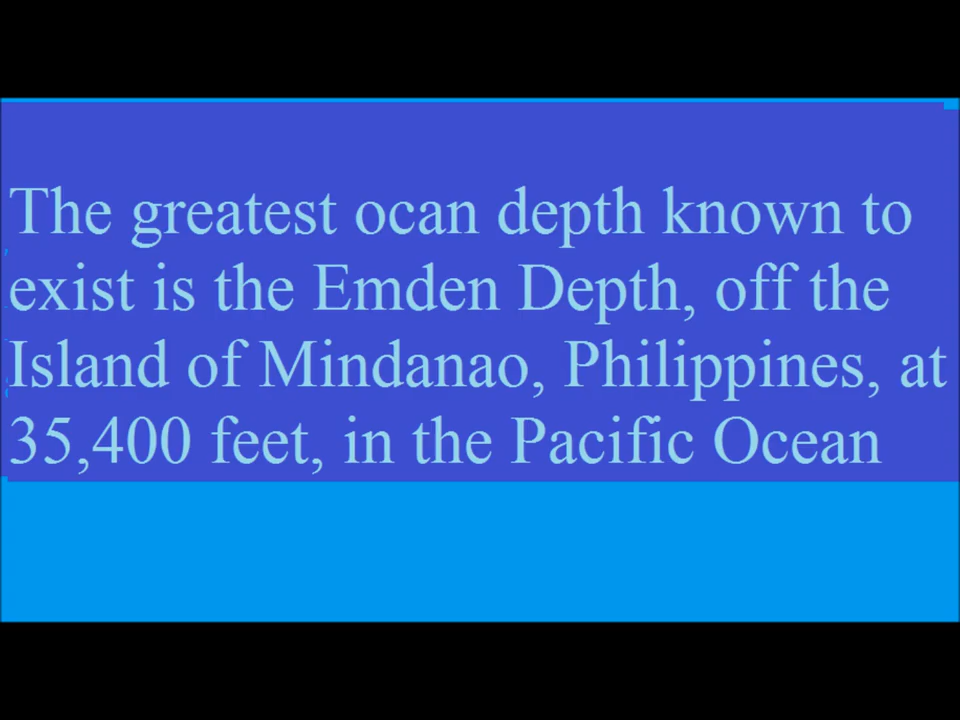 The greatest ocan depth known to
exist is the Emden Depth, off the
Island of Mindanao, Philippines, at
35,400 feet, in the Pacific Ocean